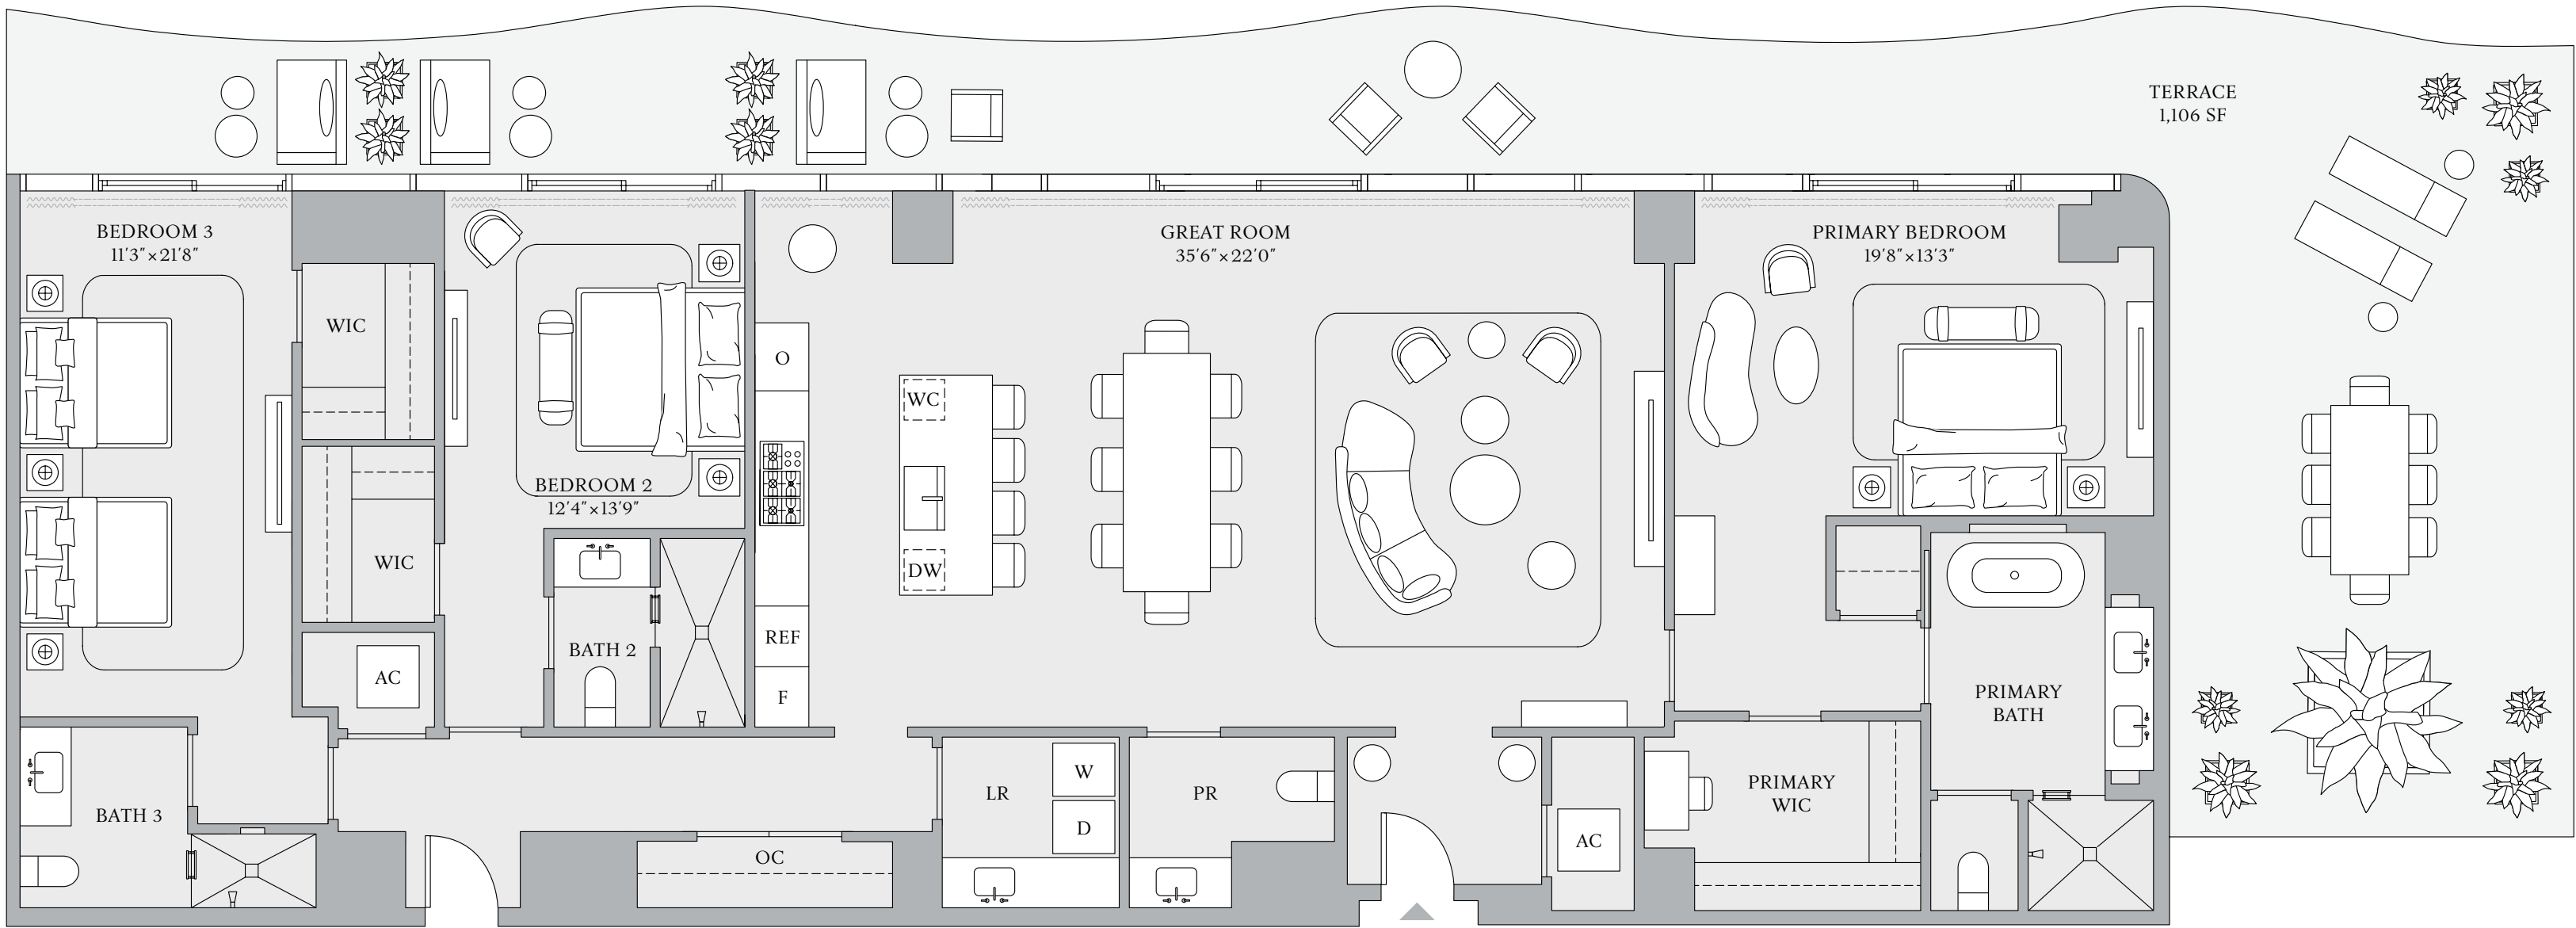 TERRACE
1,106 SF
BEDROOM 3
11'3"×21'8"
GREAT ROOM
35'6"×22'0"
PRIMARY BEDROOM
19'8"×13'3"
WIC
O
WC
BEDROOM 2
12'4"×13'9"
WIC
DW
REF
BATH 2
AC
F
PRIMARY
BATH
W
LR
PR
PRIMARY
WIC
BATH 3
D
AC
OC